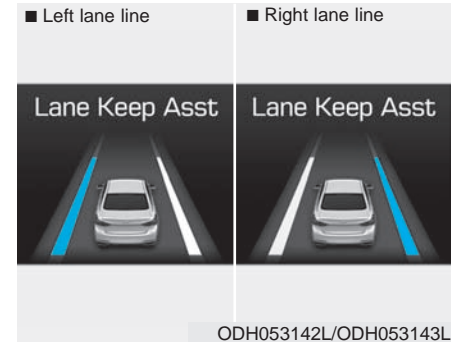 ■ Left lane line
■ Right lane line
Lane Keep Asst
Lane Keep Asst
ODH053142L/ODH053143L